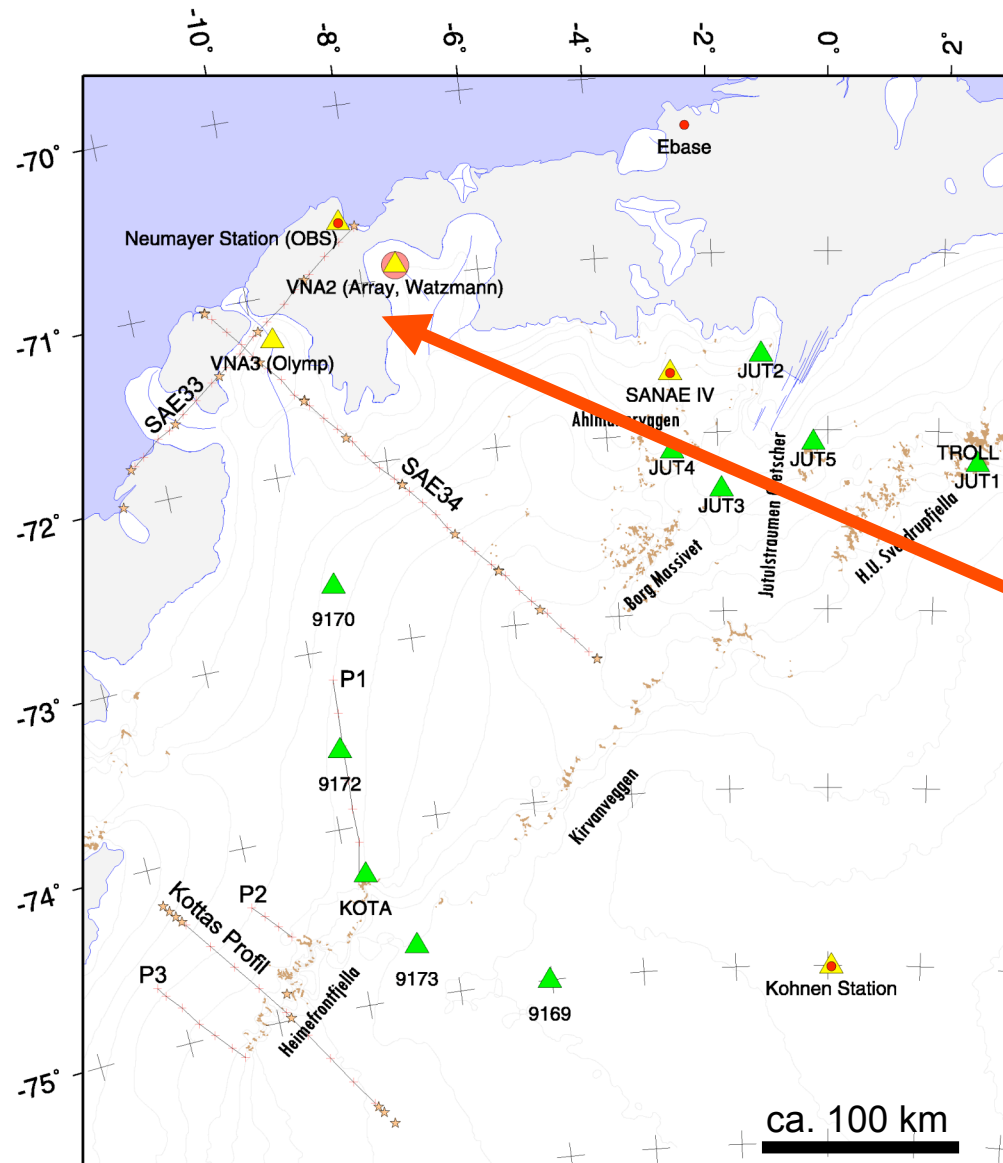 -10°
-8°
-6°
-4°
-2°
0°
2°
-70°
-71°
-72°
-73°
-74°
-75°
Ebase
Neumayer Station (OBS)
VNA2 (Array, Watzmann)
VNA3 (Olymp)
SAE33
SAE34
SANAE IV
JUT2
JUT4
JUT3
JUT5
TROLL
JUT1
Borg Massivet
Jutulstraumen
H.U. Sverdrupfjella
9170
P1
9172
Kirvanveggen
KOTA
P2
Kottas Profil
P3
Heimefrontfjella
9173
9169
Kohnen Station
ca. 100 km